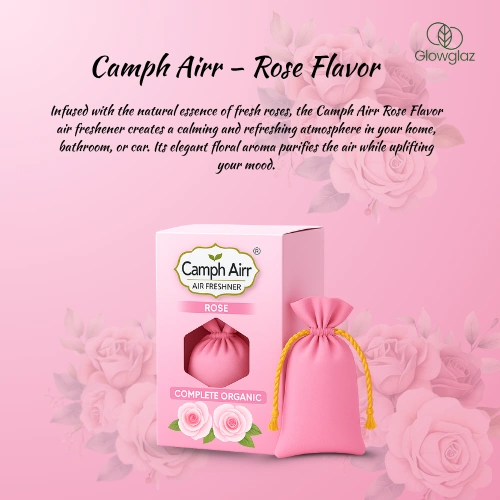 Glowglaz
Camph Airr – Rose Flavor
Infused with the natural essence of fresh roses, the Camph Airr Rose Flavor
air freshener creates a calming and refreshing atmosphere in your home,
bathroom, or car. Its elegant floral aroma purifies the air while uplifting
your mood.
®
Camph Airr
AIR FRESHNER
ROSE
COMPLETE ORGANIC